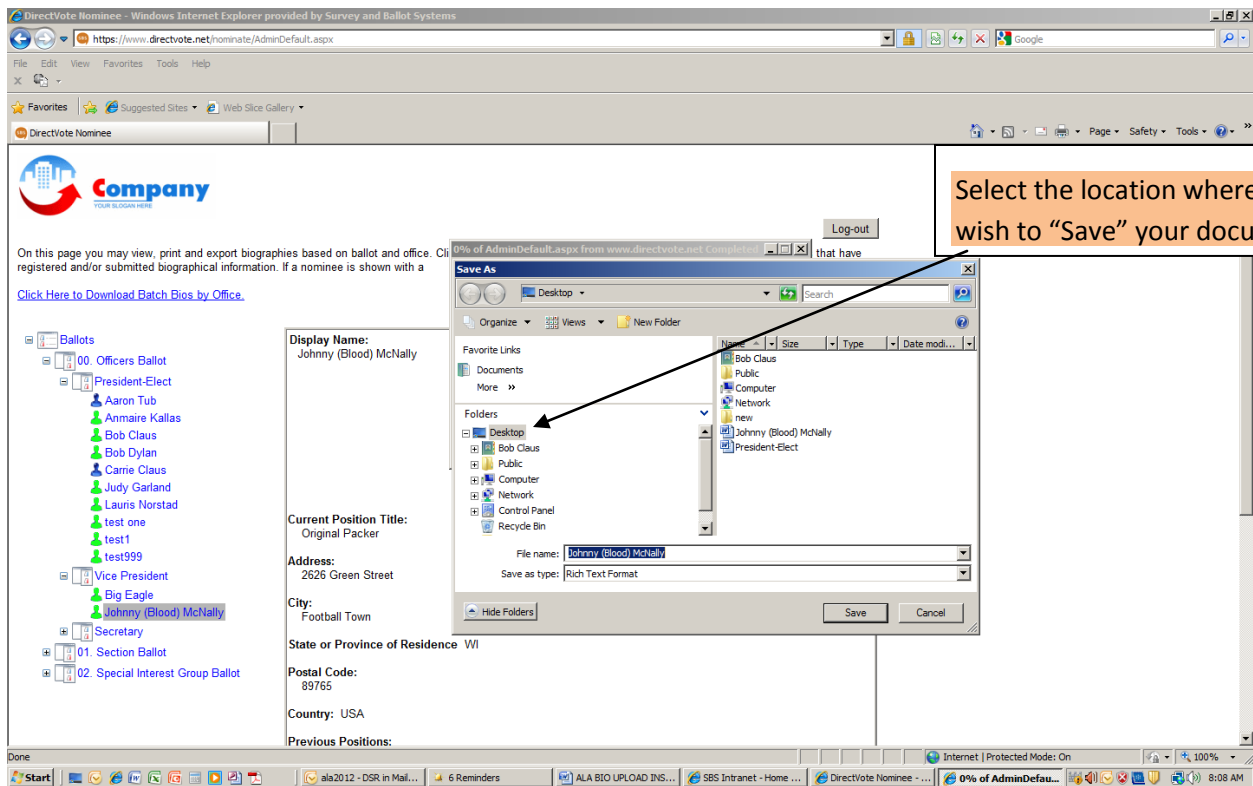 DirectVote Nominee - Windows Internet Explorer provided by Survey and Ballot Systems
https://www.directvote.net/nominate/AdminDefault.aspx
Google
File Edit View Favorites Tools Help
x
Favorites Suggested Sites Web Slice Gallery
DirectVote Nominee
Page Safety Tools »
Company
YOUR SLOGAN HERE
Select the location where
wish to “Save” your docu
Log-out
On this page you may view, print and export biographies based on ballot and office. Cli
that have
registered and/or submitted biographical information. If a nominee is shown with a
Click Here to Download Batch Bios by Office.
Ballots
00. Officers Ballot
President-Elect
Aaron Tub
Anmaire Kallas
Bob Claus
Bob Dylan
Carrie Claus
Judy Garland
Lauris Norstad
test one
test1
test999
Vice President
Big Eagle
Johnny (Blood) McNally
Secretary
01. Section Ballot
02. Special Interest Group Ballot
Display Name:
Johnny (Blood) McNally
Current Position Title:
Original Packer
Address:
2626 Green Street
City:
Football Town
State or Province of Residence WI
Postal Code:
89765
Country: USA
Previous Positions:
0% of AdminDefault.aspx from www.directvote.net Completed
Save As
Desktop
Search
Organize Views New Folder
Favorite Links
Documents
More »
Folders
Desktop
Bob Claus
Public
Computer
Network
Control Panel
Recycle Bin
Name Size Type Date modi...
Bob Claus
Public
Computer
Network
new
Johnny (Blood) McNally
President-Elect
File name: Johnny (Blood) McNally
Save as type: Rich Text Format
Hide Folders
Save Cancel
Done
Internet | Protected Mode: On
100%
Start
ala2012 - DSR in Mail...
6 Reminders
ALA BIO UPLOAD INS...
SBS Intranet - Home ...
DirectVote Nominee - ...
0% of AdminDefau...
8:08 AM